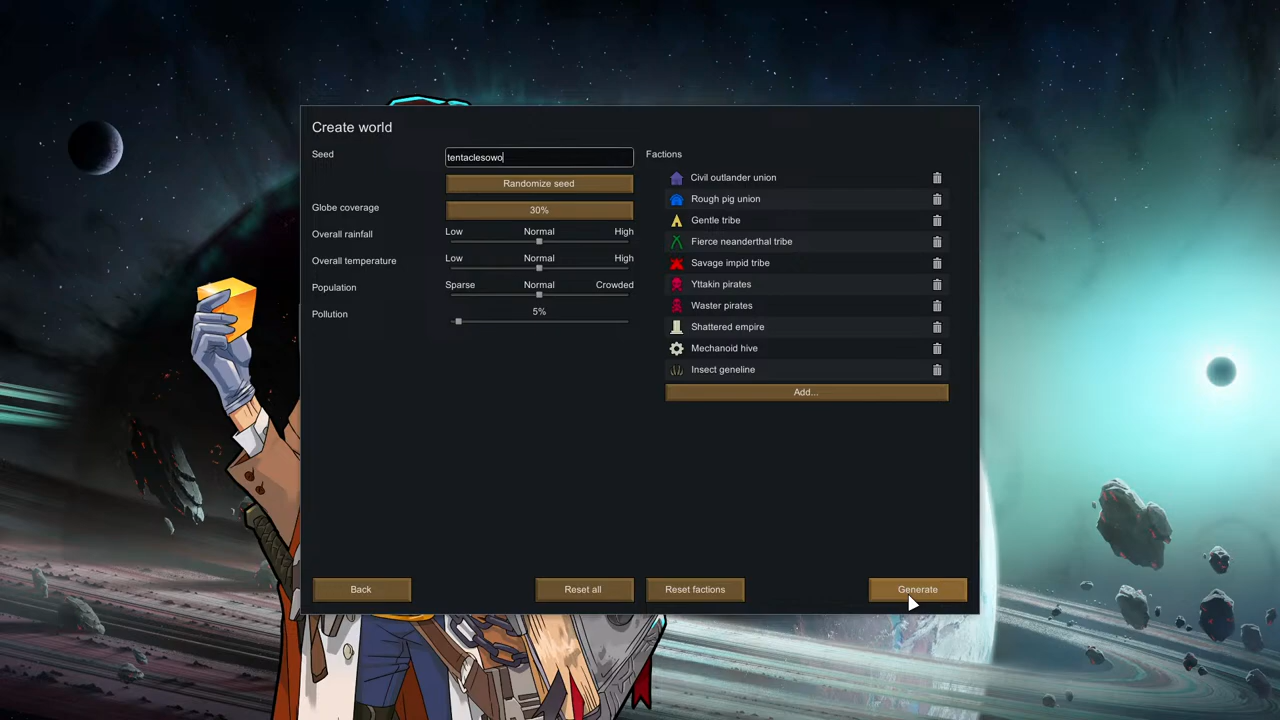 Create world
Seed
tentaclesowo
Randomize seed
Globe coverage
30%
Overall rainfall
Low Normal High
Overall temperature
Low Normal High
Population
Sparse Normal Crowded
Pollution
5%
Factions
Civil outlander union
Rough pig union
Gentle tribe
Fierce neanderthal tribe
Savage impid tribe
Yttakin pirates
Waster pirates
Shattered empire
Mechanoid hive
Insect geneline
Add...
Back
Reset all
Reset factions
Generate